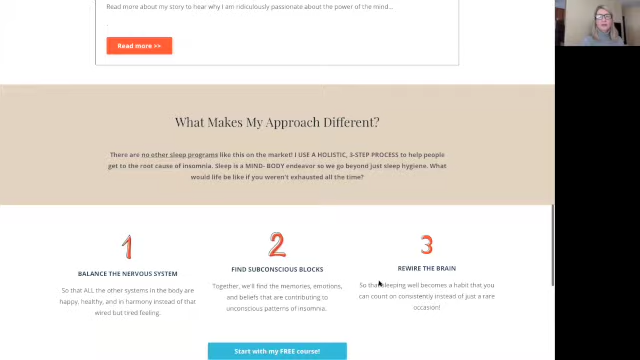 Read more about my story to hear why I am ridiculously passionate about the power of the mind...
Read more >>
What Makes My Approach Different?
There are no other sleep programs like this on the market! I USE A HOLISTIC, 3-STEP PROCESS to help people
get to the root cause of insomnia. Sleep is a MIND- BODY endeavor so we go beyond just sleep hygiene. What
would life be like if you weren't exhausted all the time?
1
BALANCE THE NERVOUS SYSTEM
So that ALL the other systems in the body are
happy, healthy, and in harmony instead of that
wired but tired feeling.
2
FIND SUBCONSCIOUS BLOCKS
Together, we'll find the memories, emotions,
and beliefs that are contributing to
unconscious patterns of insomnia.
3
REWIRE THE BRAIN
So that sleeping well becomes a habit that you
can count on consistently instead of just a rare
occasion!
Start with my FREE course!